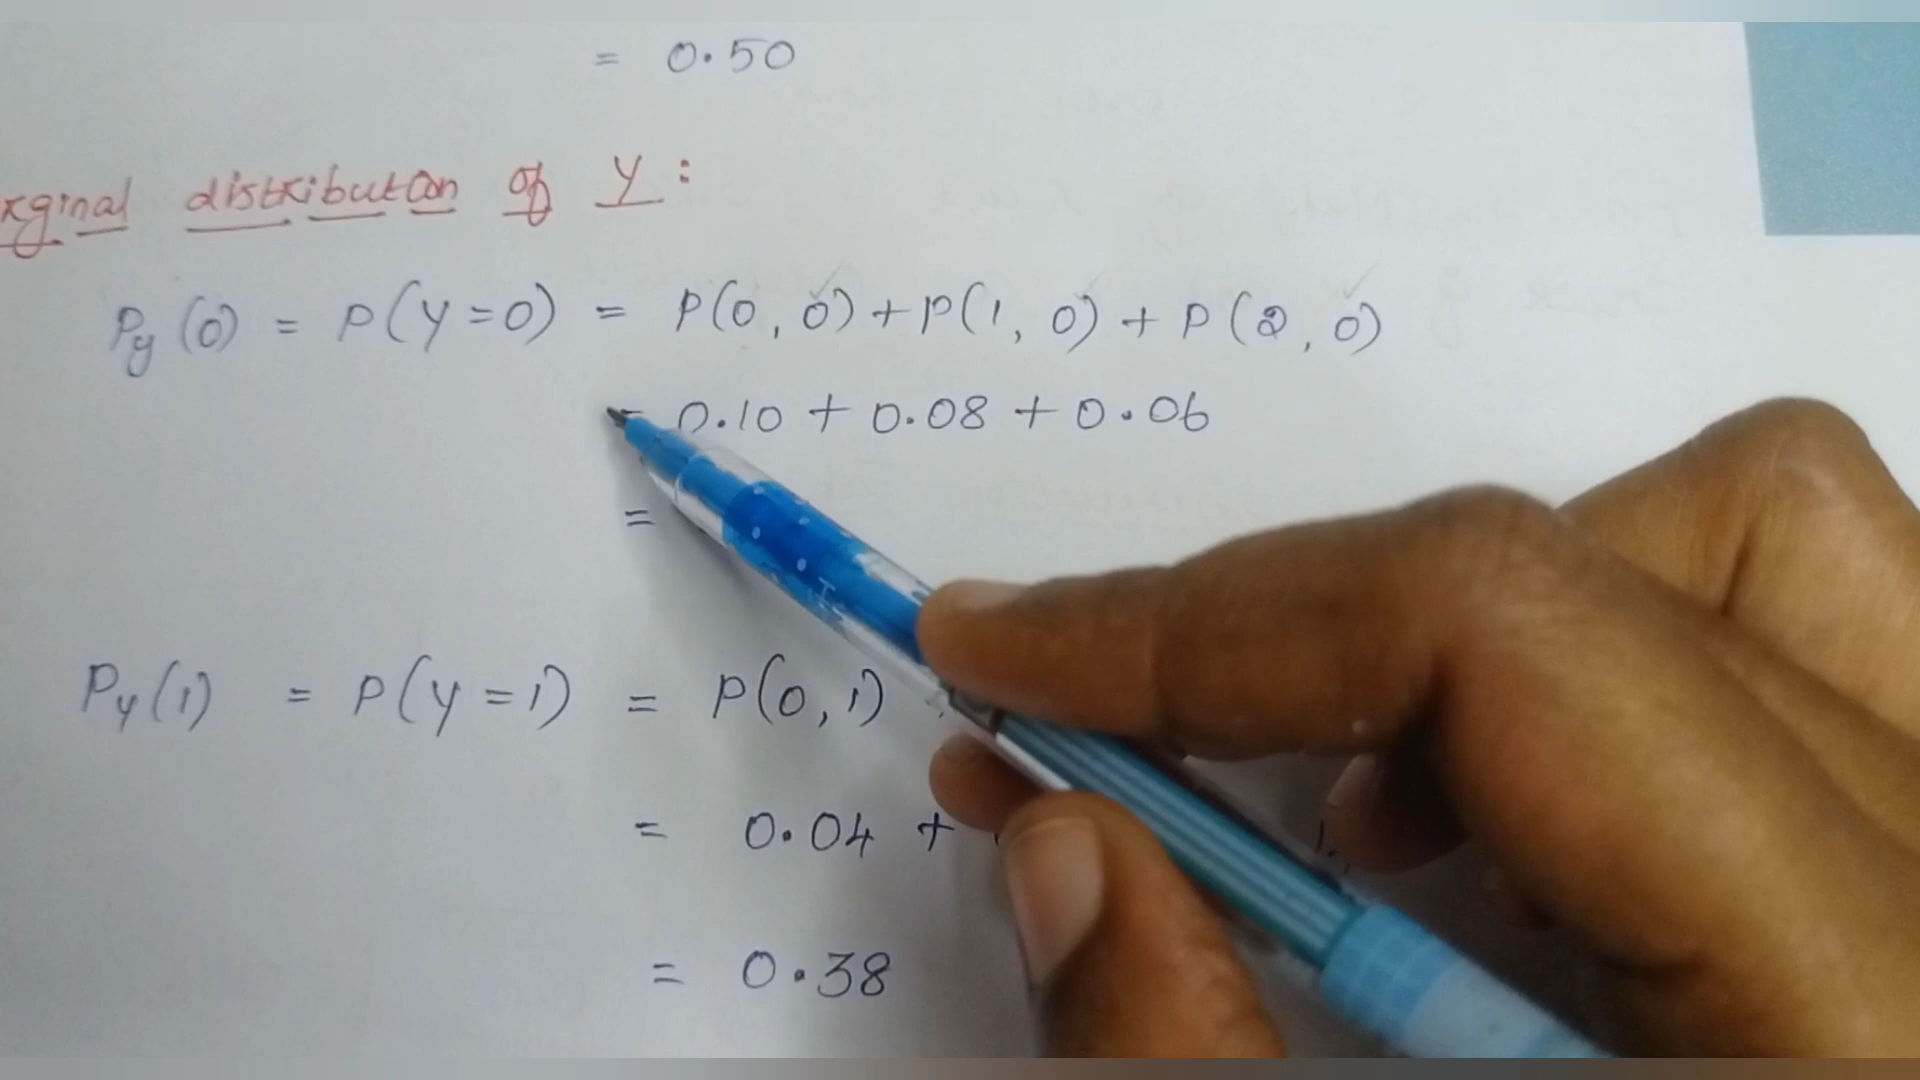 = 0.50
rginal distribution of Y :
Py (0) = P(Y=0) = P(0, 0) + P(1, 0) + P(2, 0)
= 0.10 + 0.08 + 0.06
=
Py(1) = P(Y=1) = P(0,1)
= 0.04 +
= 0.38